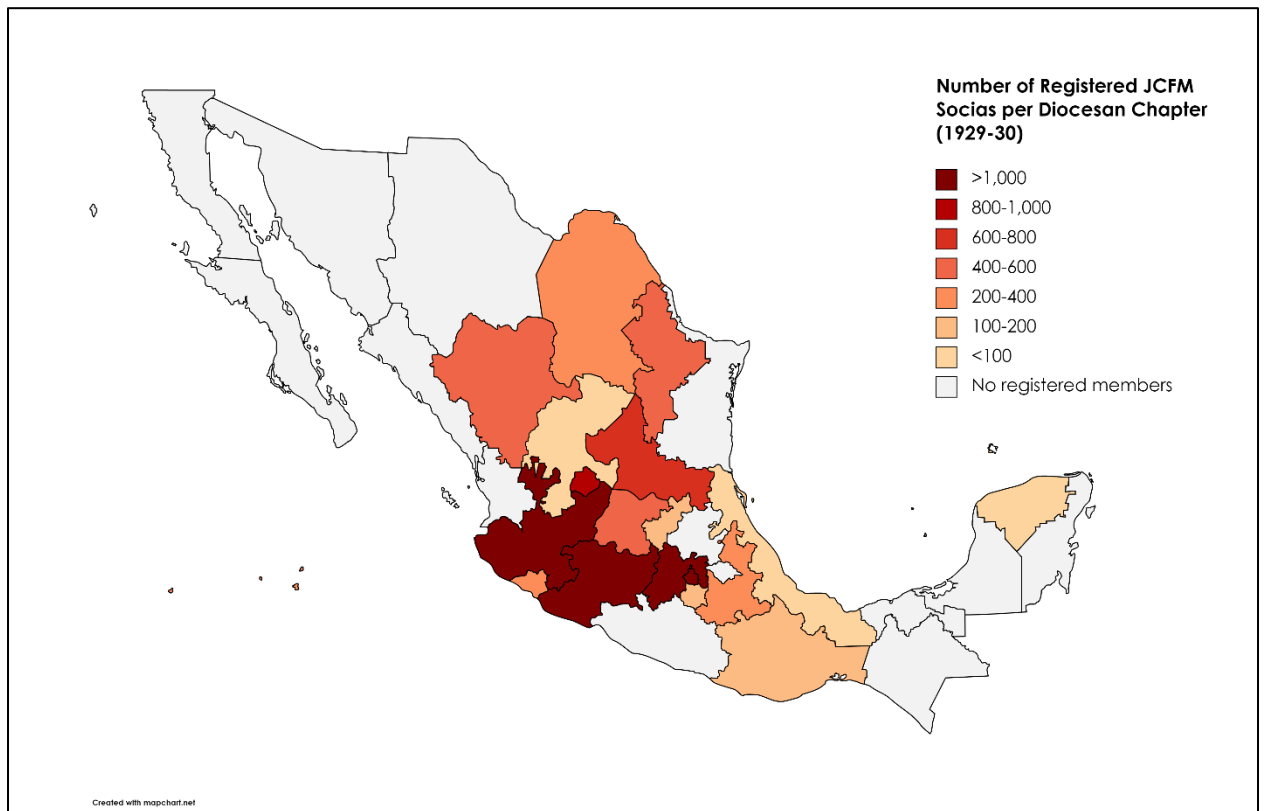 Number of Registered JCFM
Socias per Diocesan Chapter
(1929-30)
>1,000
800-1,000
600-800
400-600
200-400
100-200
<100
No registered members
Created with mapchart.net